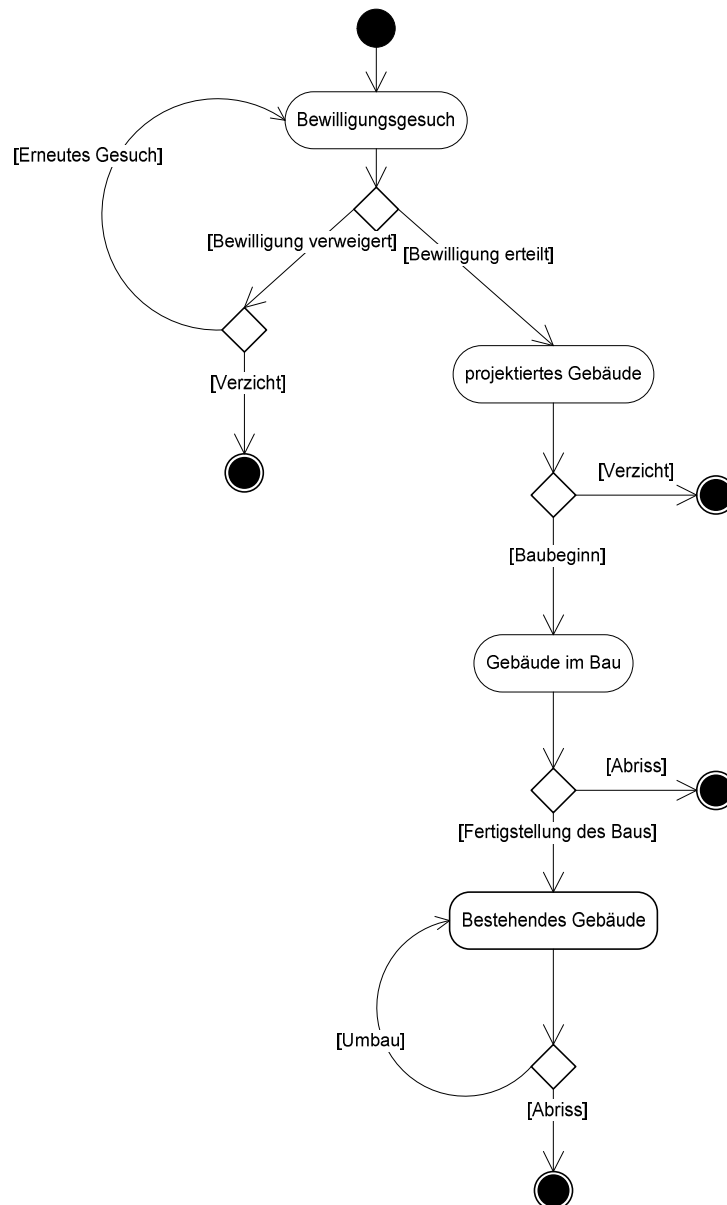 Bewilligungsgesuch
[Erneutes Gesuch]
[Bewilligung verweigert]
[Bewilligung erteilt]
projektiertes Gebäude
[Verzicht]
[Verzicht]
[Baubeginn]
Gebäude im Bau
[Abriss]
[Fertigstellung des Baus]
Bestehendes Gebäude
[Umbau]
[Abriss]